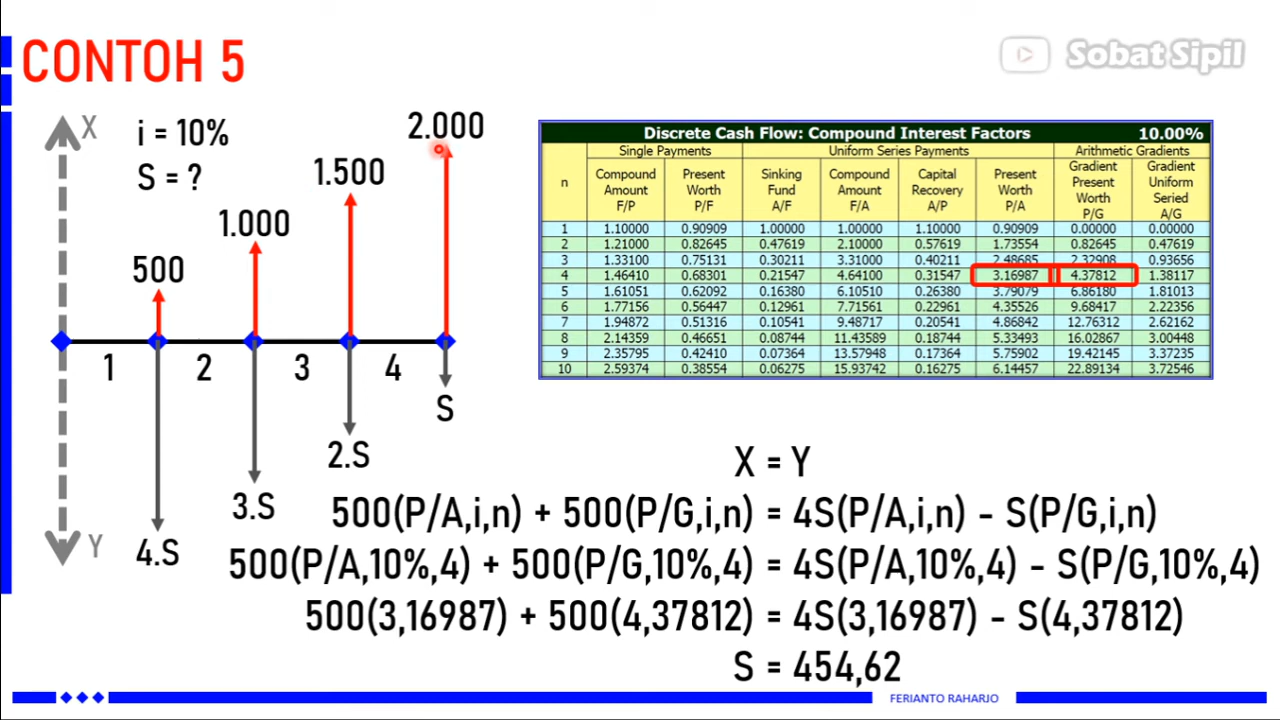 CONTOH 5
Sobat Sipil
X
i = 10%
S = ?
500
1.000
1.500
2.000
1 2 3 4
4.S
3.S
2.S
S
Y
Discrete Cash Flow: Compound Interest Factors 10.00%
Single Payments Uniform Series Payments Arithmetic Gradients
n Compound Amount F/P Present Worth P/F Sinking Fund A/F Compound Amount F/A Capital Recovery A/P Present Worth P/A Gradient Present Worth P/G Gradient Uniform Seried A/G
1 1.10000 0.90909 1.00000 1.00000 1.10000 0.90909 0.00000 0.00000
2 1.21000 0.82645 0.47619 2.10000 0.57619 1.73554 0.82645 0.47619
3 1.33100 0.75131 0.30211 3.31000 0.40211 2.48685 2.32908 0.93656
4 1.46410 0.68301 0.21547 4.64100 0.31547 3.16987 4.37812 1.38117
5 1.61051 0.62092 0.16380 6.10510 0.26380 3.79079 6.86180 1.81013
6 1.77156 0.56447 0.12961 7.71561 0.22961 4.35526 9.68417 2.22356
7 1.94872 0.51316 0.10541 9.48717 0.20541 4.86842 12.76312 2.62162
8 2.14359 0.46651 0.08744 11.43589 0.18744 5.33493 16.02867 3.00448
9 2.35795 0.42410 0.07364 13.57948 0.17364 5.75902 19.42145 3.37235
10 2.59374 0.38554 0.06275 15.93742 0.16275 6.14457 22.89134 3.72546
X = Y
500(P/A,i,n) + 500(P/G,i,n) = 4S(P/A,i,n) - S(P/G,i,n)
500(P/A,10%,4) + 500(P/G,10%,4) = 4S(P/A,10%,4) - S(P/G,10%,4)
500(3,16987) + 500(4,37812) = 4S(3,16987) - S(4,37812)
S = 454,62
FERIANTO RAHARJO